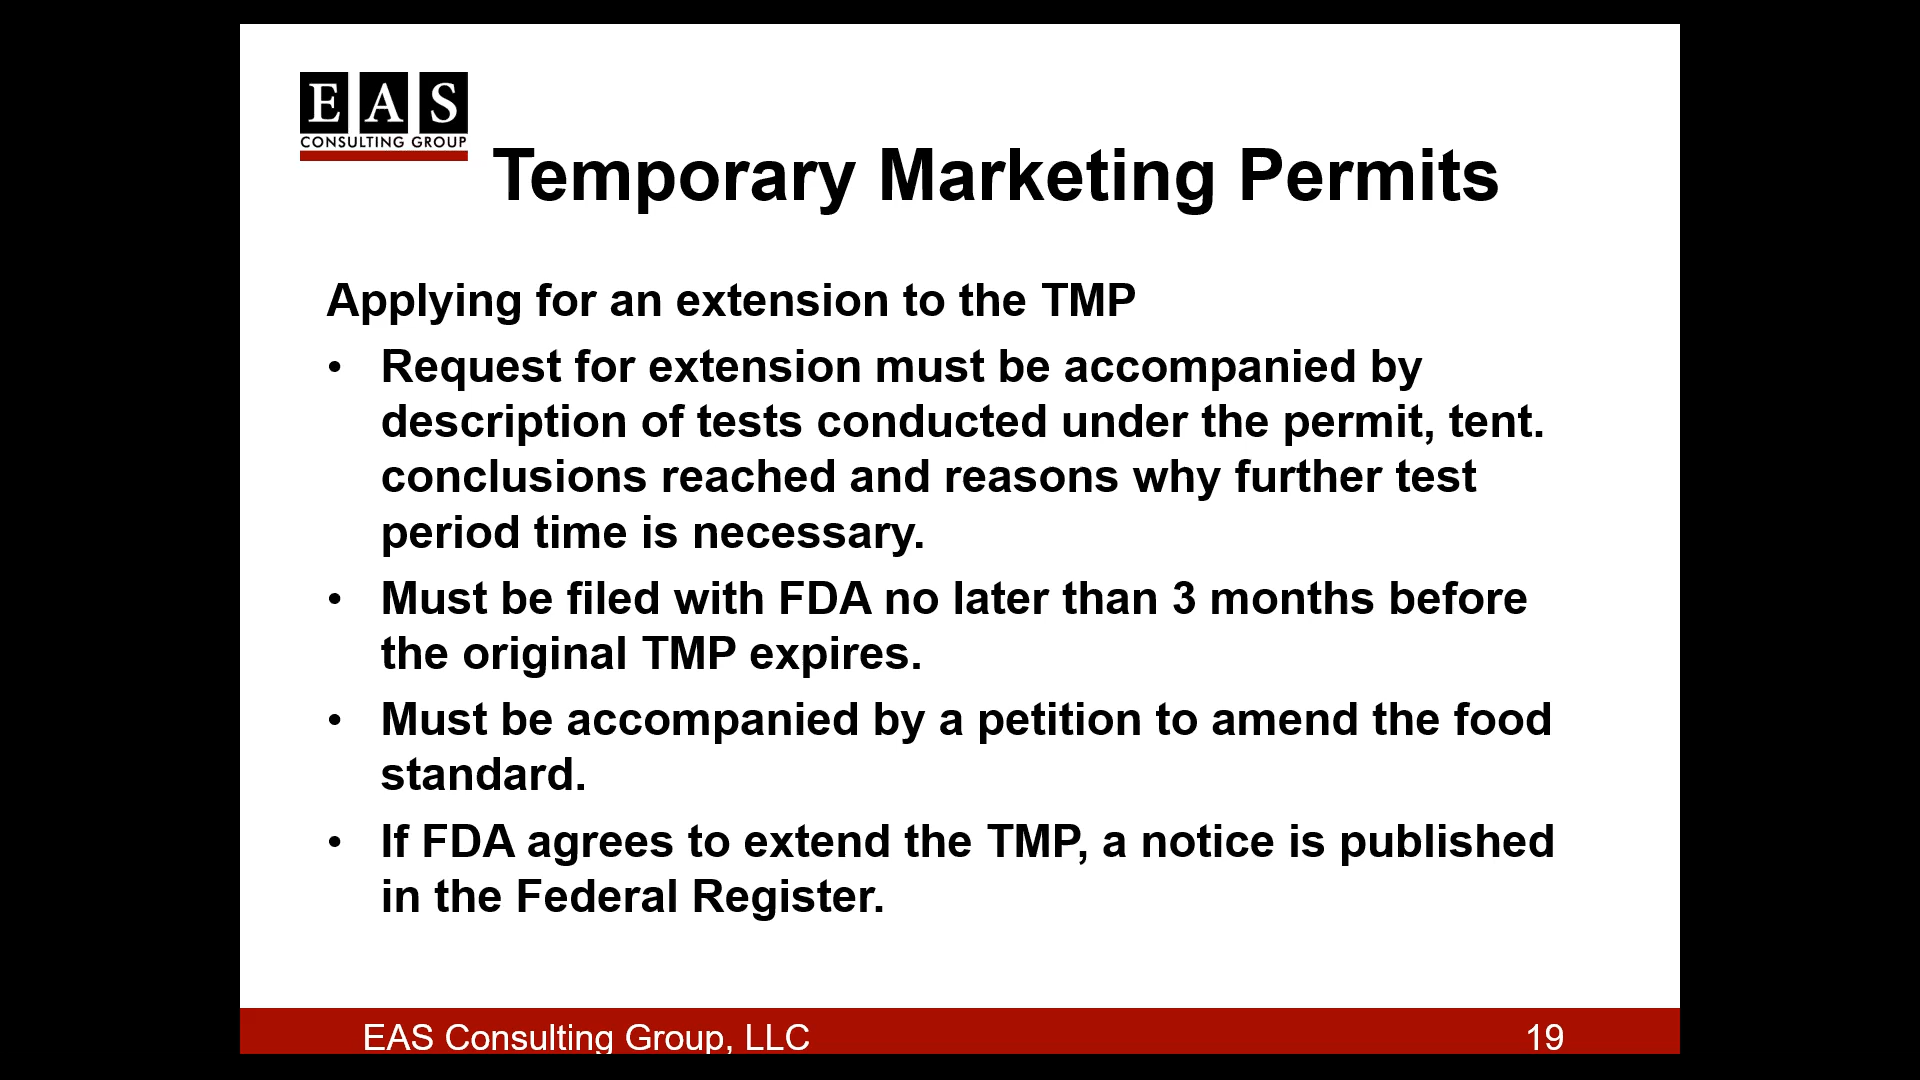 E A S
CONSULTING GROUP
Temporary Marketing Permits
Applying for an extension to the TMP
• Request for extension must be accompanied by
description of tests conducted under the permit, tent.
conclusions reached and reasons why further test
period time is necessary.
• Must be filed with FDA no later than 3 months before
the original TMP expires.
• Must be accompanied by a petition to amend the food
standard.
• If FDA agrees to extend the TMP, a notice is published
in the Federal Register.
EAS Consulting Group, LLC
19